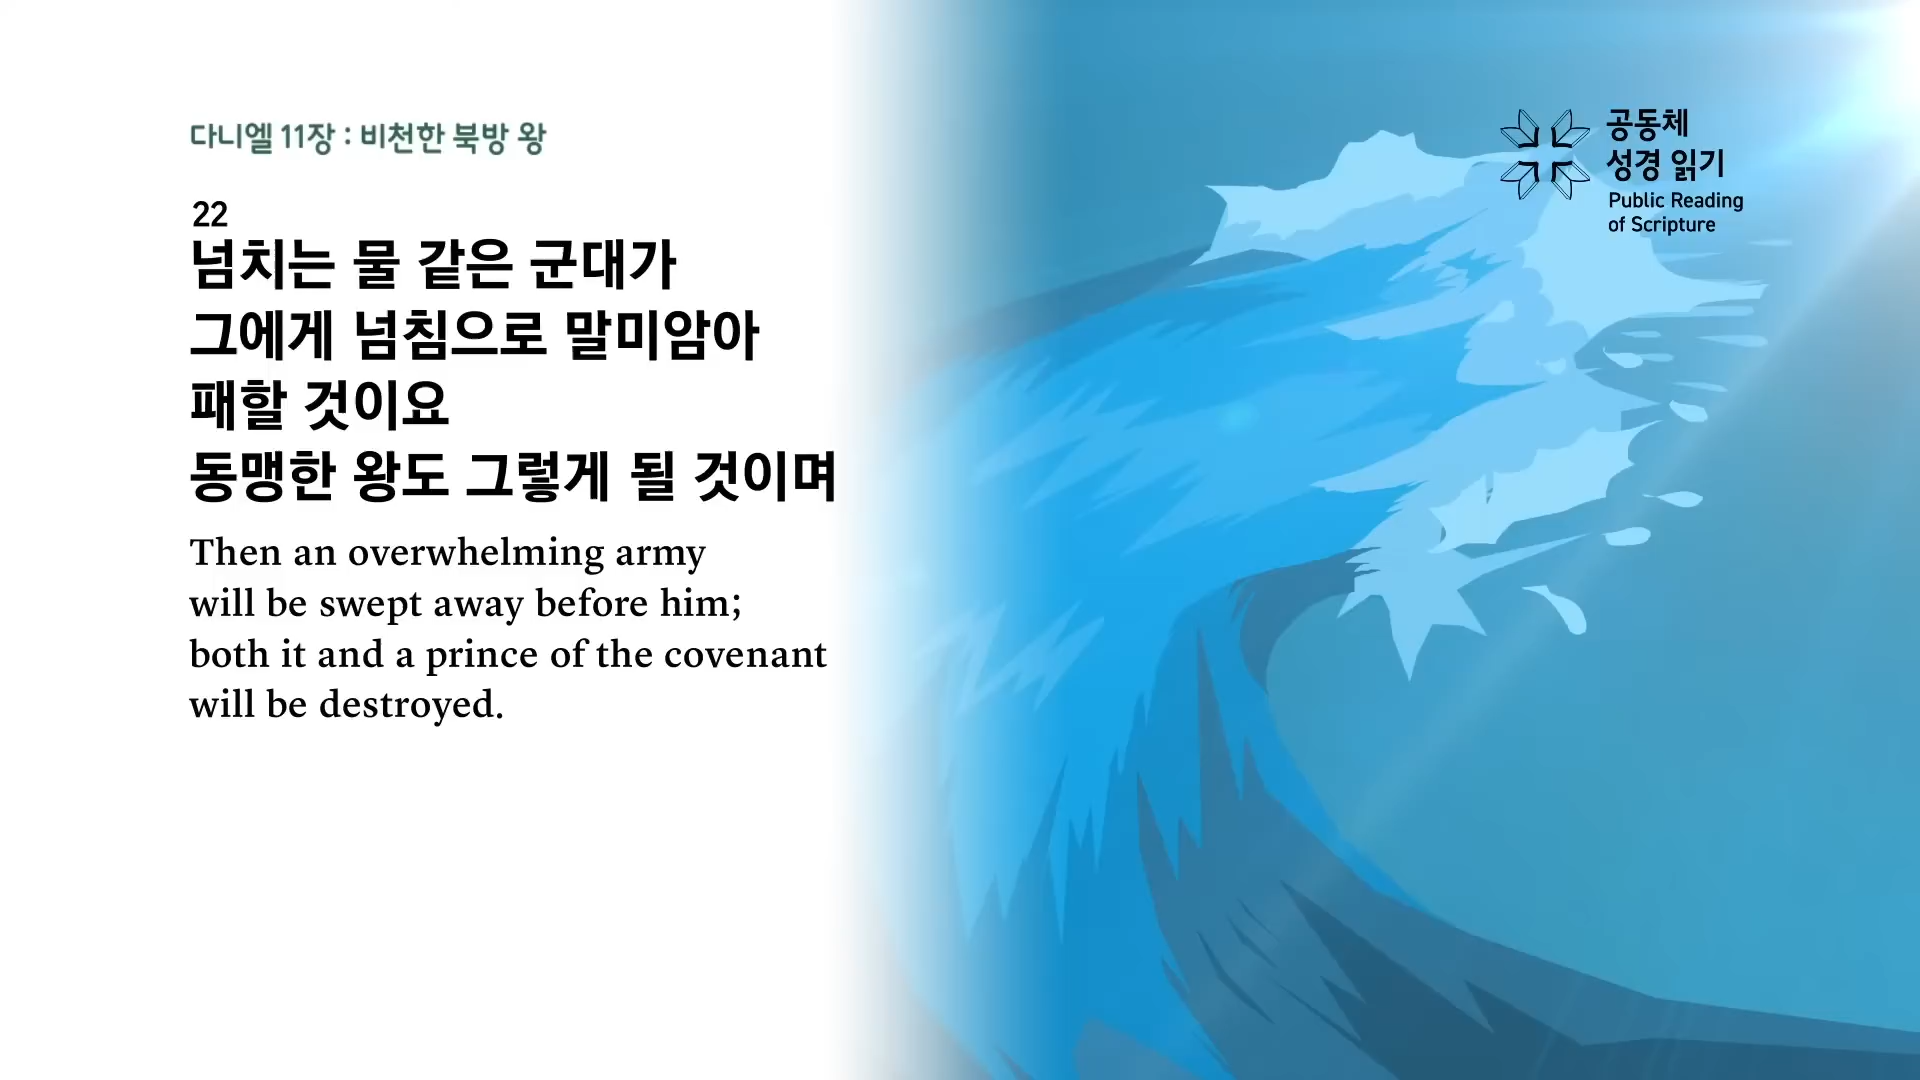 다니엘 11장 : 비천한 북방 왕
22
넘치는 물 같은 군대가
그에게 넘침으로 말미암아
패할 것이요
동맹한 왕도 그렇게 될 것이며
Then an overwhelming army
will be swept away before him;
both it and a prince of the covenant
will be destroyed.
공동체
성경 읽기
Public Reading
of Scripture